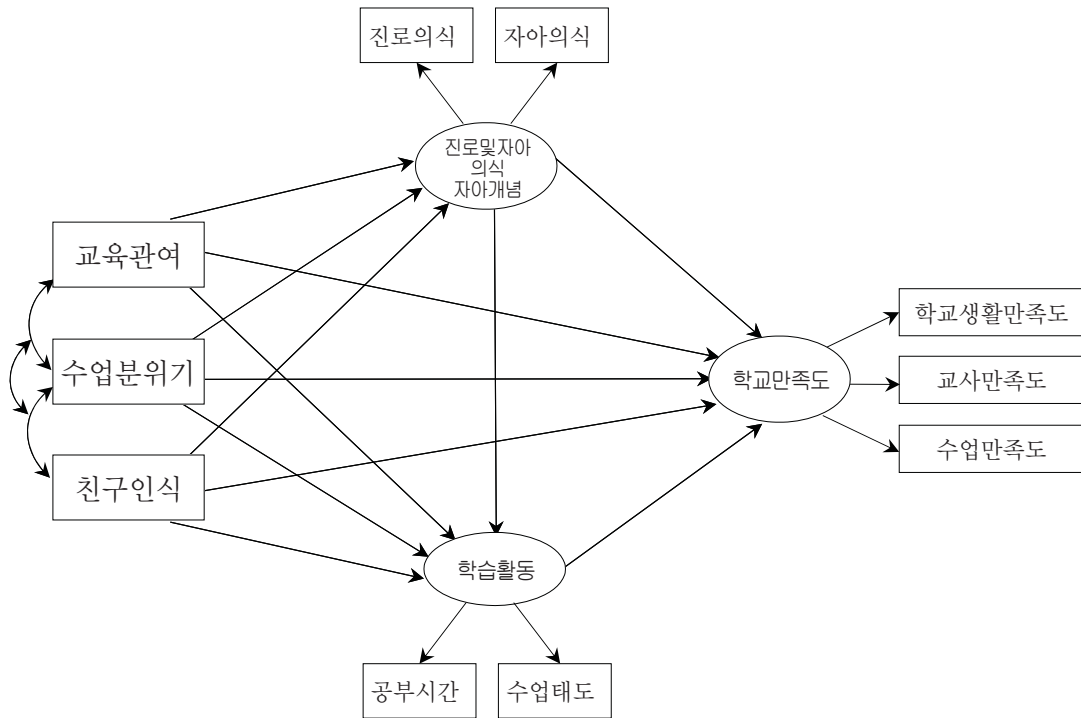 진로의식
자아의식
진로및자아
의식
자아개념
교육관여
수업분위기
친구인식
학교만족도
학교생활만족도
교사만족도
수업만족도
학습활동
공부시간
수업태도